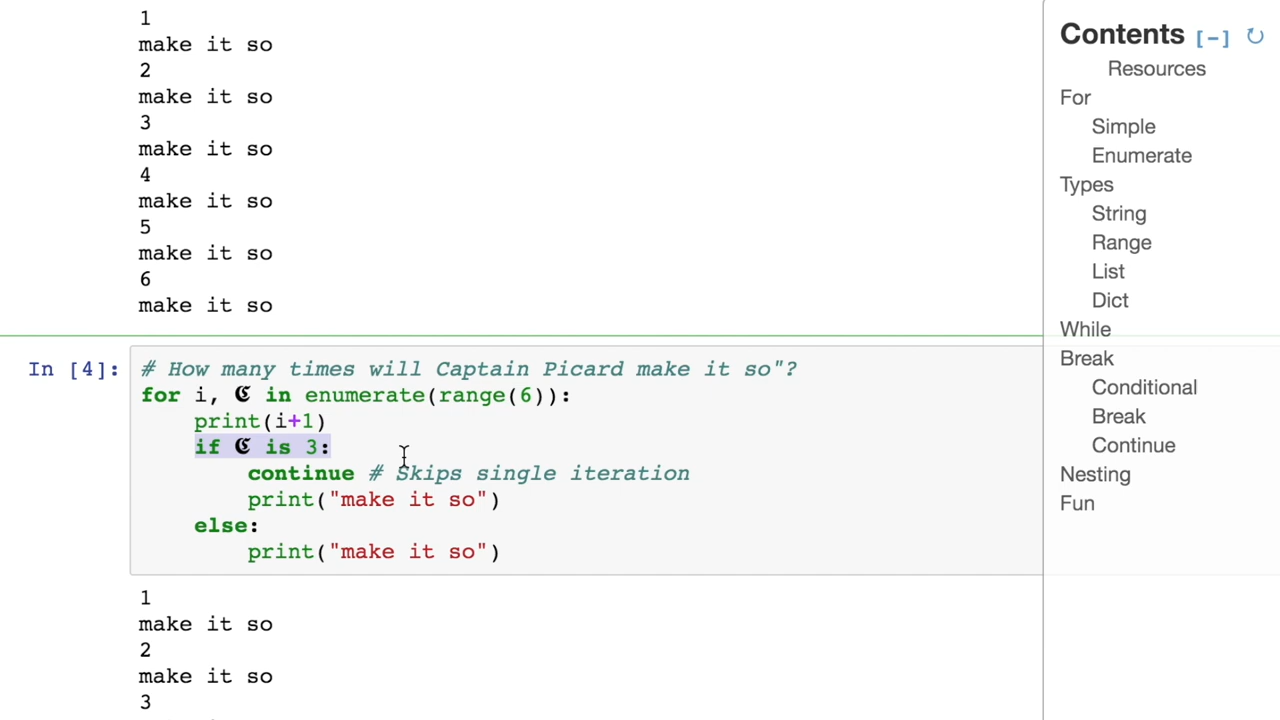 1
make it so
2
make it so
3
make it so
4
make it so
5
make it so
6
make it so
In [4]:
# How many times will Captain Picard make it so"?
for i, ℭ in enumerate(range(6)):
    print(i+1)
    if ℭ is 3:
        continue # Skips single iteration
        print("make it so")
    else:
        print("make it so")
1
make it so
2
make it so
3
Contents [-] ↻
Resources
For
Simple
Enumerate
Types
String
Range
List
Dict
While
Break
Conditional
Break
Continue
Nesting
Fun